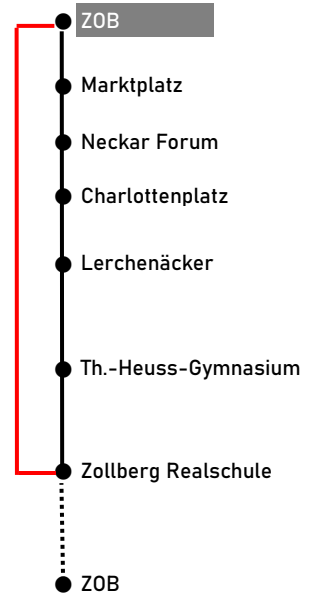 ZOB
Marktplatz
Neckar Forum
Charlottenplatz
Lerchenäcker
Th.-Heuss-Gymnasium
Zollberg Realschule
ZOB